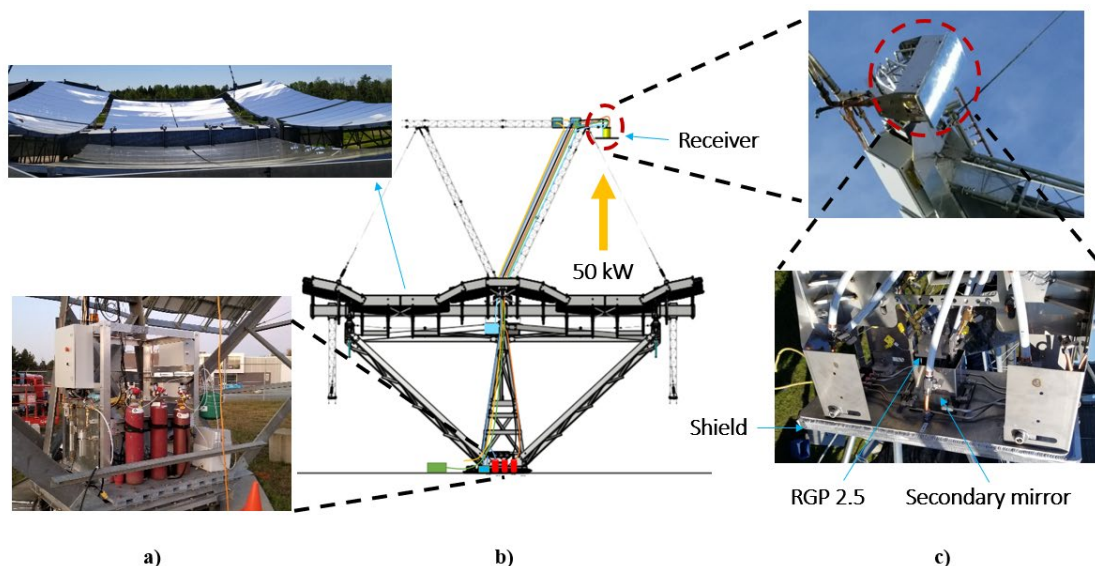 Receiver
50 kW
Shield
RGP 2.5
Secondary mirror
a)
b)
c)